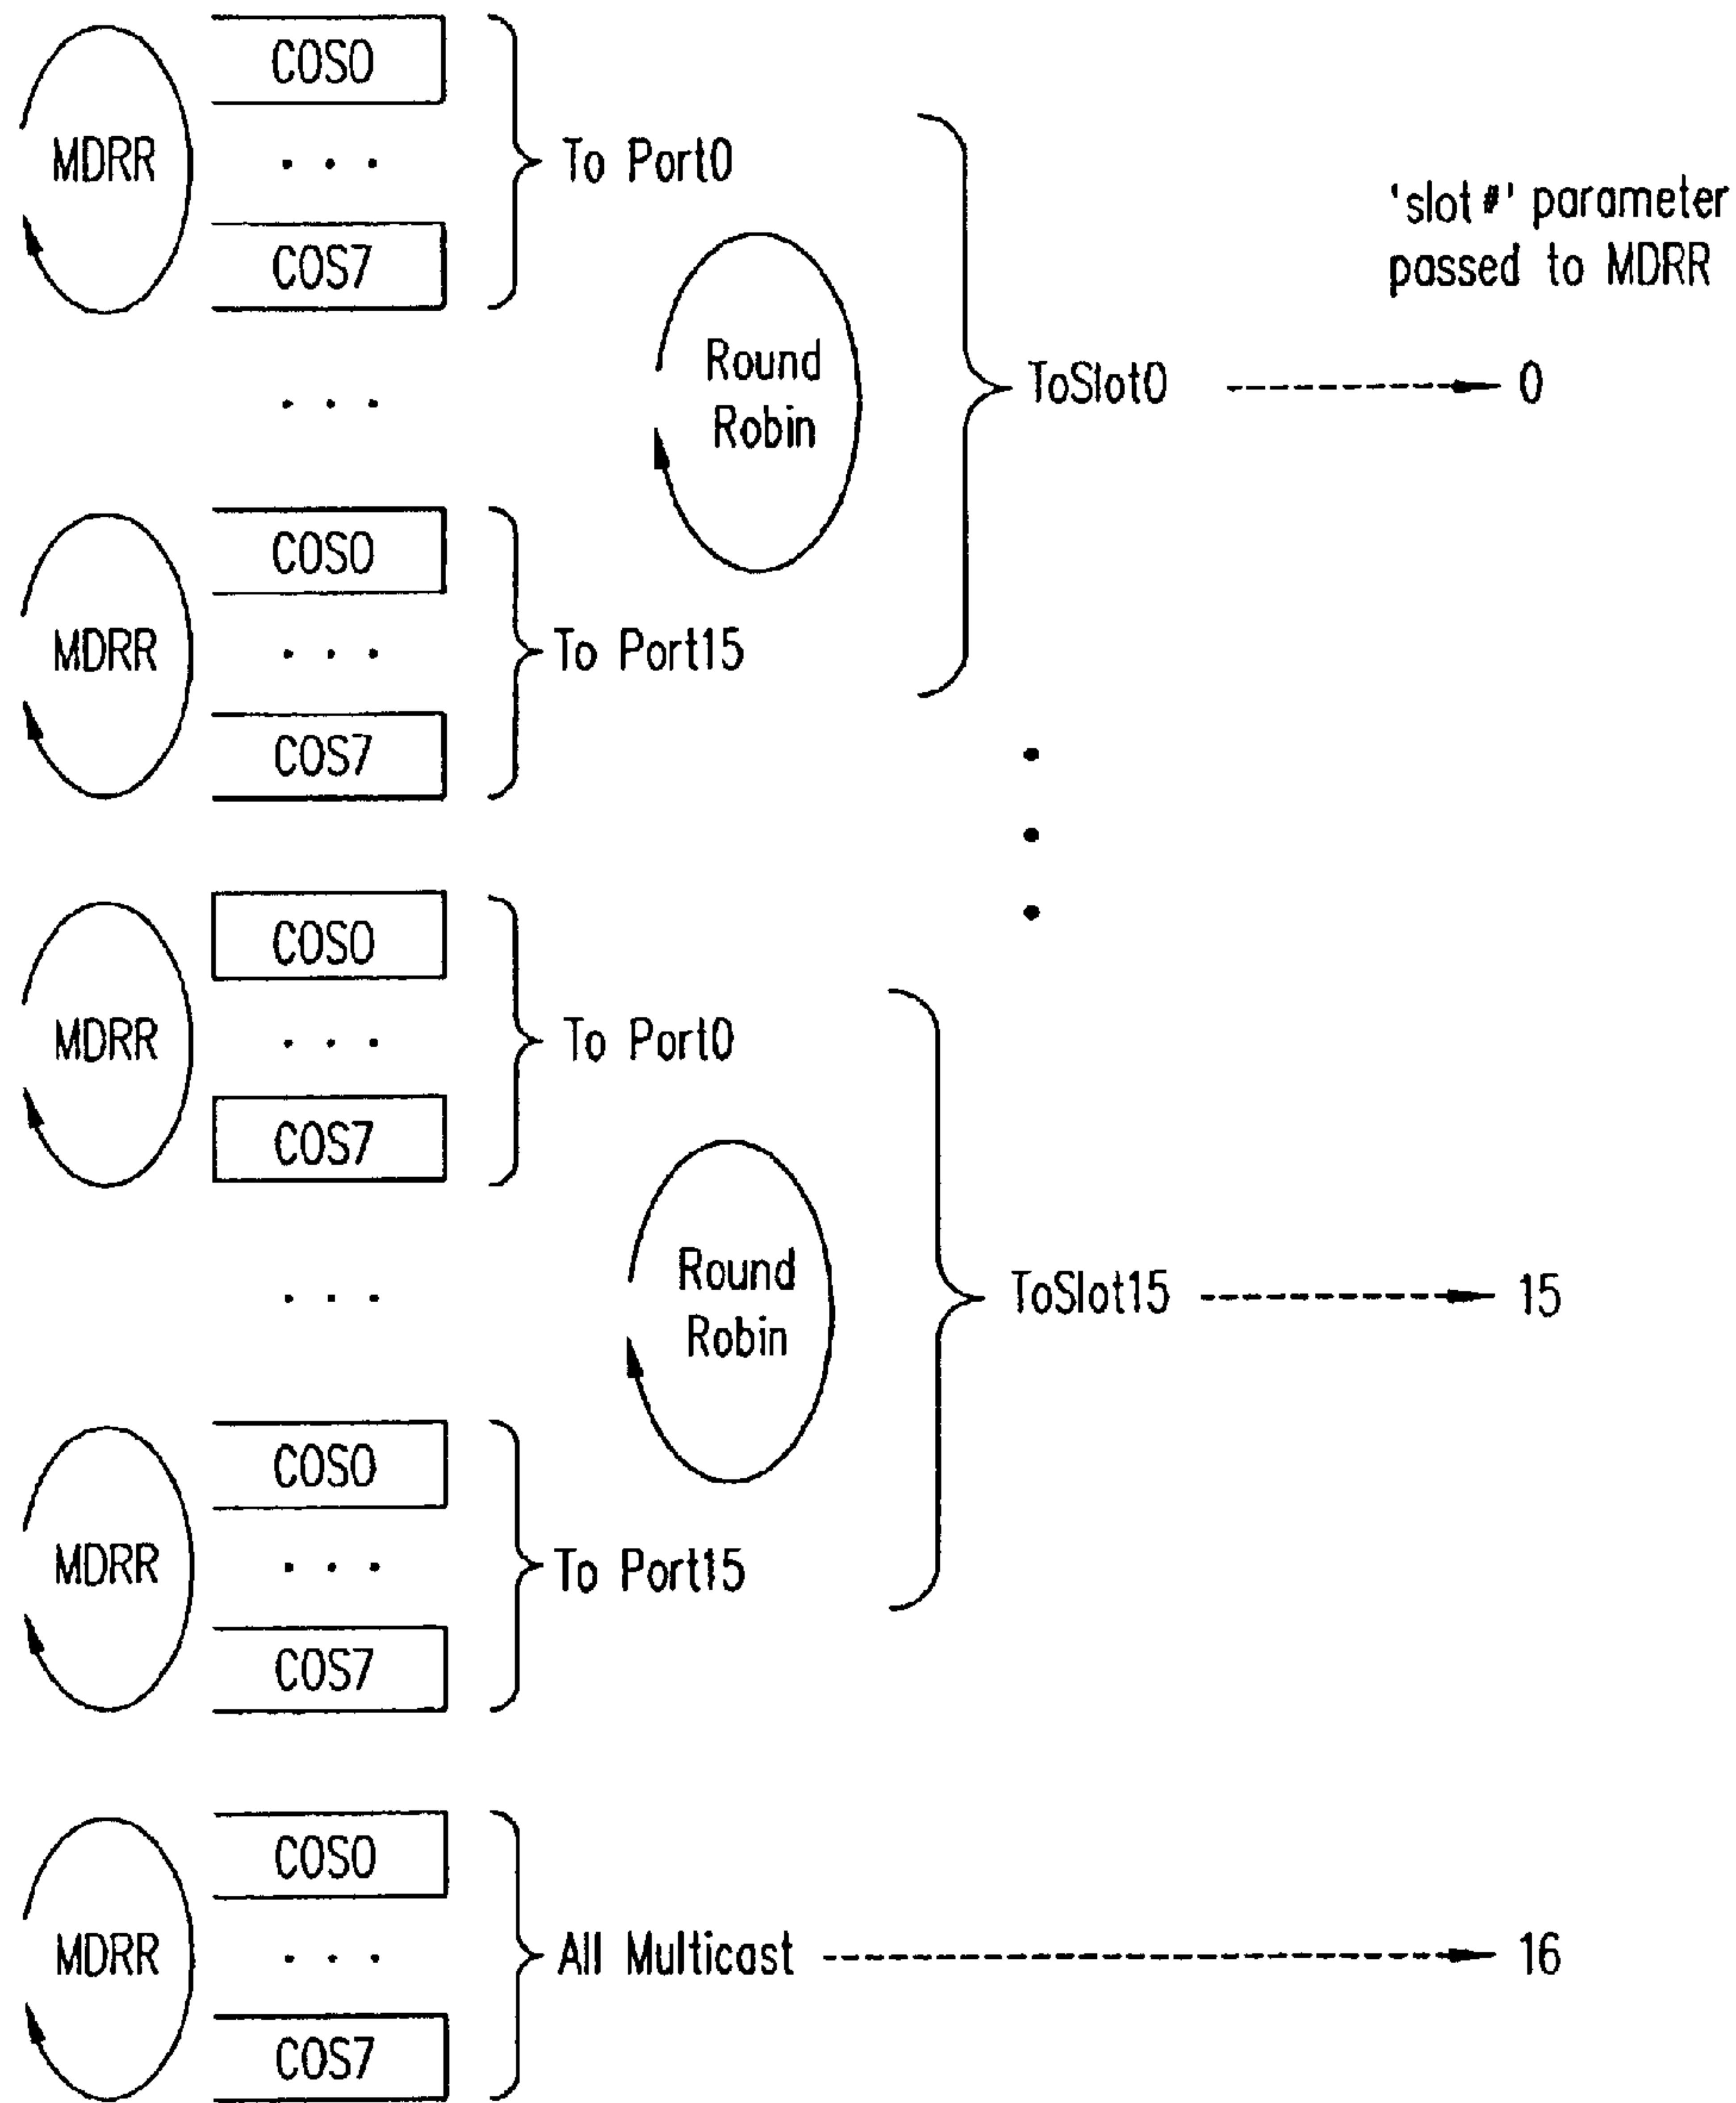 COS0
MDRR
. . .
To Port0
COS7
'slot #' parameter
passed to MDRR
Round
Robin
ToSlot0
0
. . .
COS0
MDRR
. . .
To Port15
COS7
COS0
MDRR
. . .
To Port0
COS7
Round
Robin
ToSlot15
15
. . .
COS0
MDRR
. . .
To Port15
COS7
COS0
MDRR
. . .
All Multicast
16
COS7